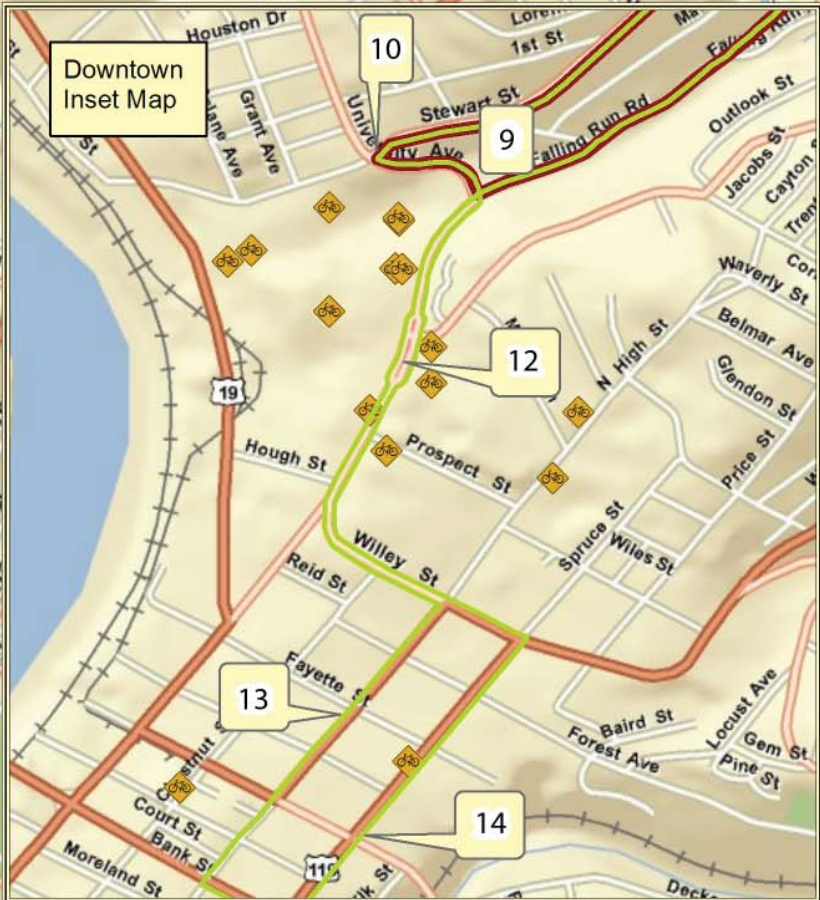 Houston Dr
1st St
10
Downtown
Inset Map
Grant Ave
Stewart St
9
Falling Run Rd
Outlook St
Jacobs St
Ave
St
Waverly St
Belmar Ave
N High St
12
19
Glendon St
Price St
Hough St
Prospect St
Spruce St
Wiles St
Willey St
Reid St
Fayette St
13
Locust Ave
Baird St
Gem St
Forest Ave
Pine St
Court St
14
Bank St
Moreland St
119